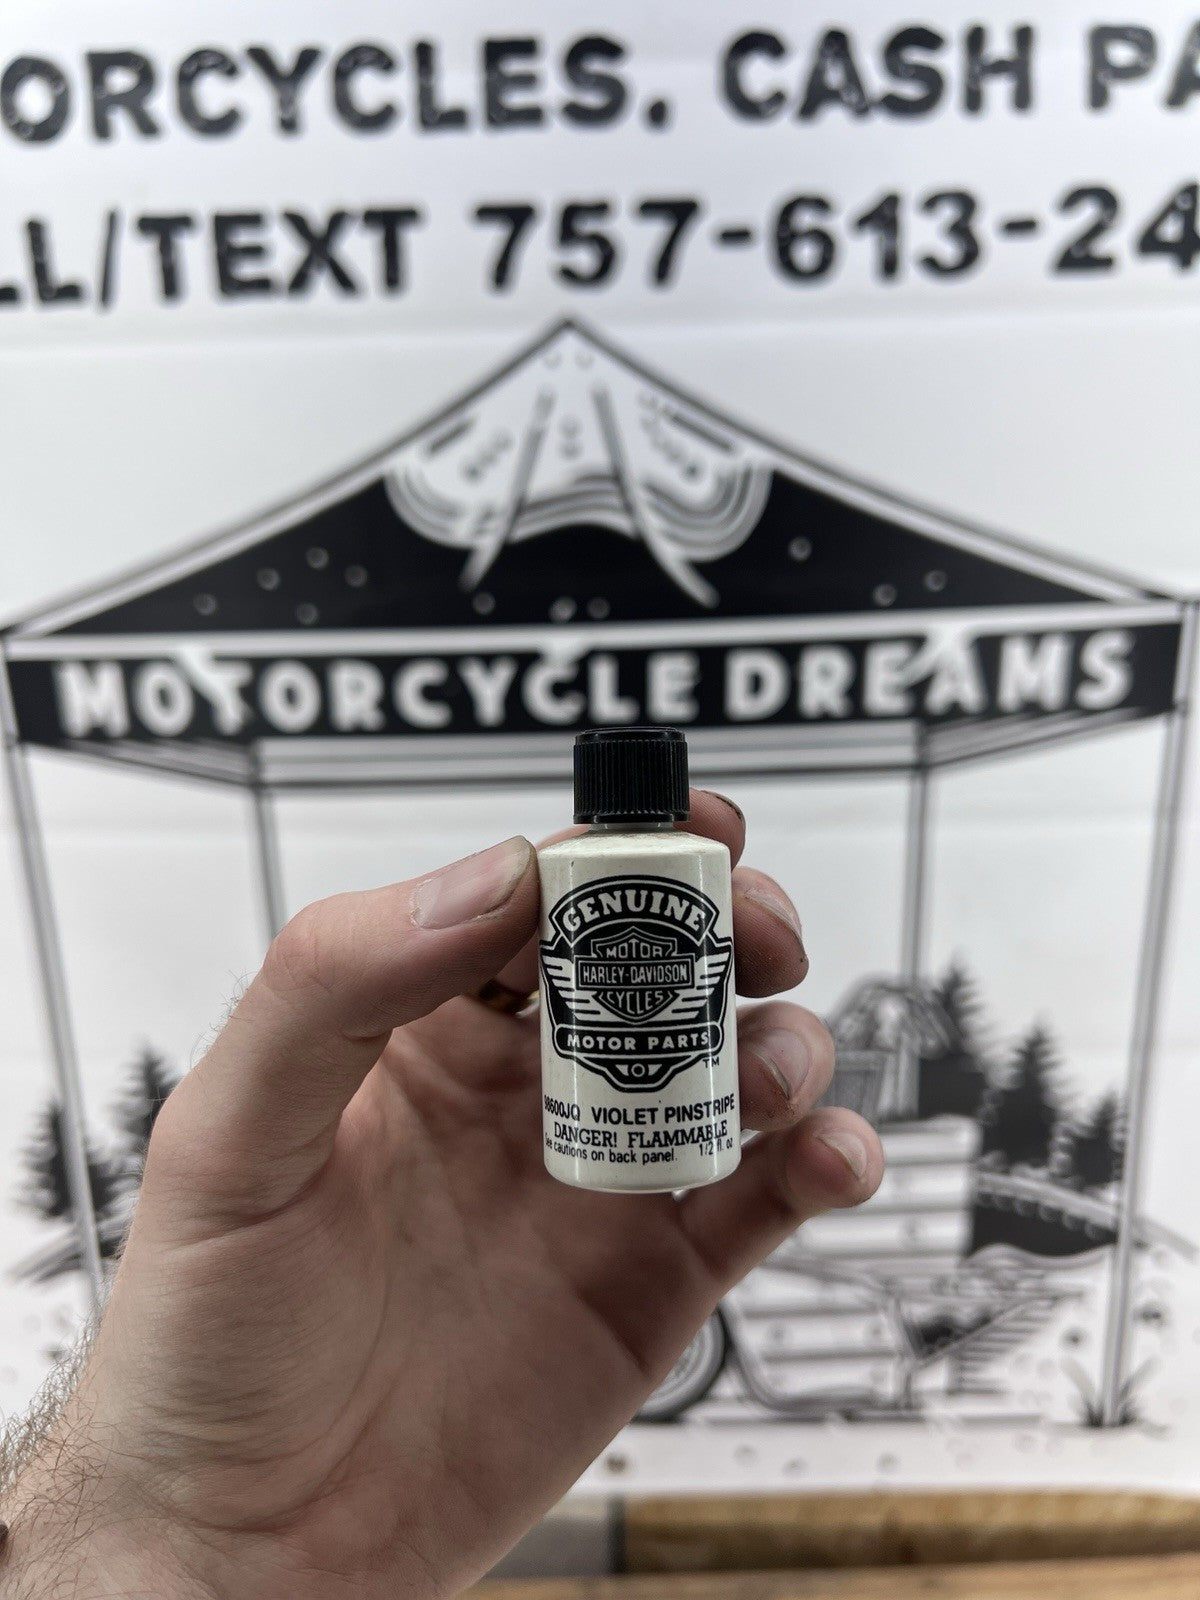 ORCYCLES, CASH PA
LL/TEXT 757-613-24
MOTORCYCLE DREAMS
GENUINE
MOTOR
HARLEY-DAVIDSON
CYCLES
MOTOR PARTS
TM
98600JQ VIOLET PINSTRIPE
DANGER! FLAMMABLE
See cautions on back panel. 1/2 fl. oz